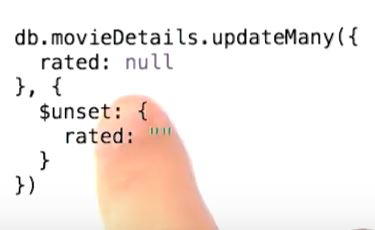 db.movieDetails.updateMany({
  rated: null
}, {
  $unset: {
    rated: ""
  }
})